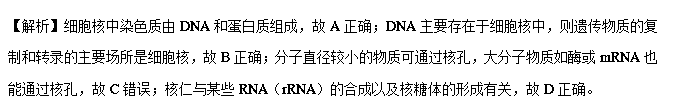 【解析】细胞核中染色质由 DNA 和蛋白质组成，故 A 正确；DNA 主要存在于细胞核中，则遗传物质的复
制和转录的主要场所是细胞核，故 B 正确；分子直径较小的物质可通过核孔，大分子物质如酶或 mRNA 也
能通过核孔，故 C 错误；核仁与某些 RNA（rRNA）的合成以及核糖体的形成有关，故 D 正确。